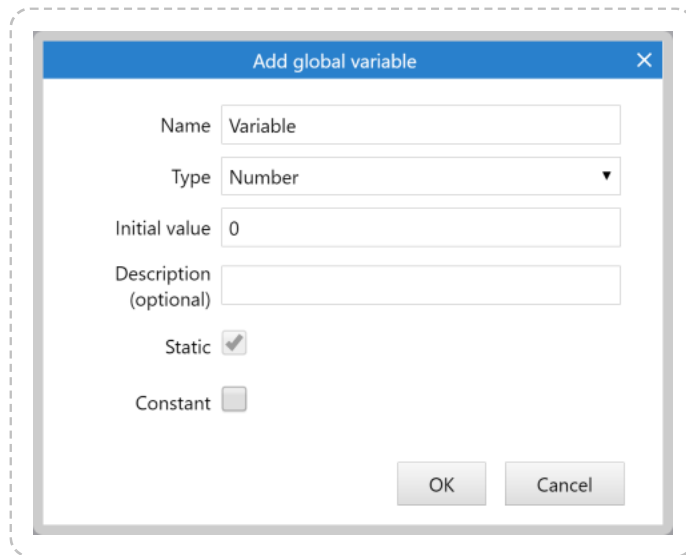 Add global variable
Name Variable
Type Number
Initial value 0
Description
(optional)
Static
Constant
OK Cancel